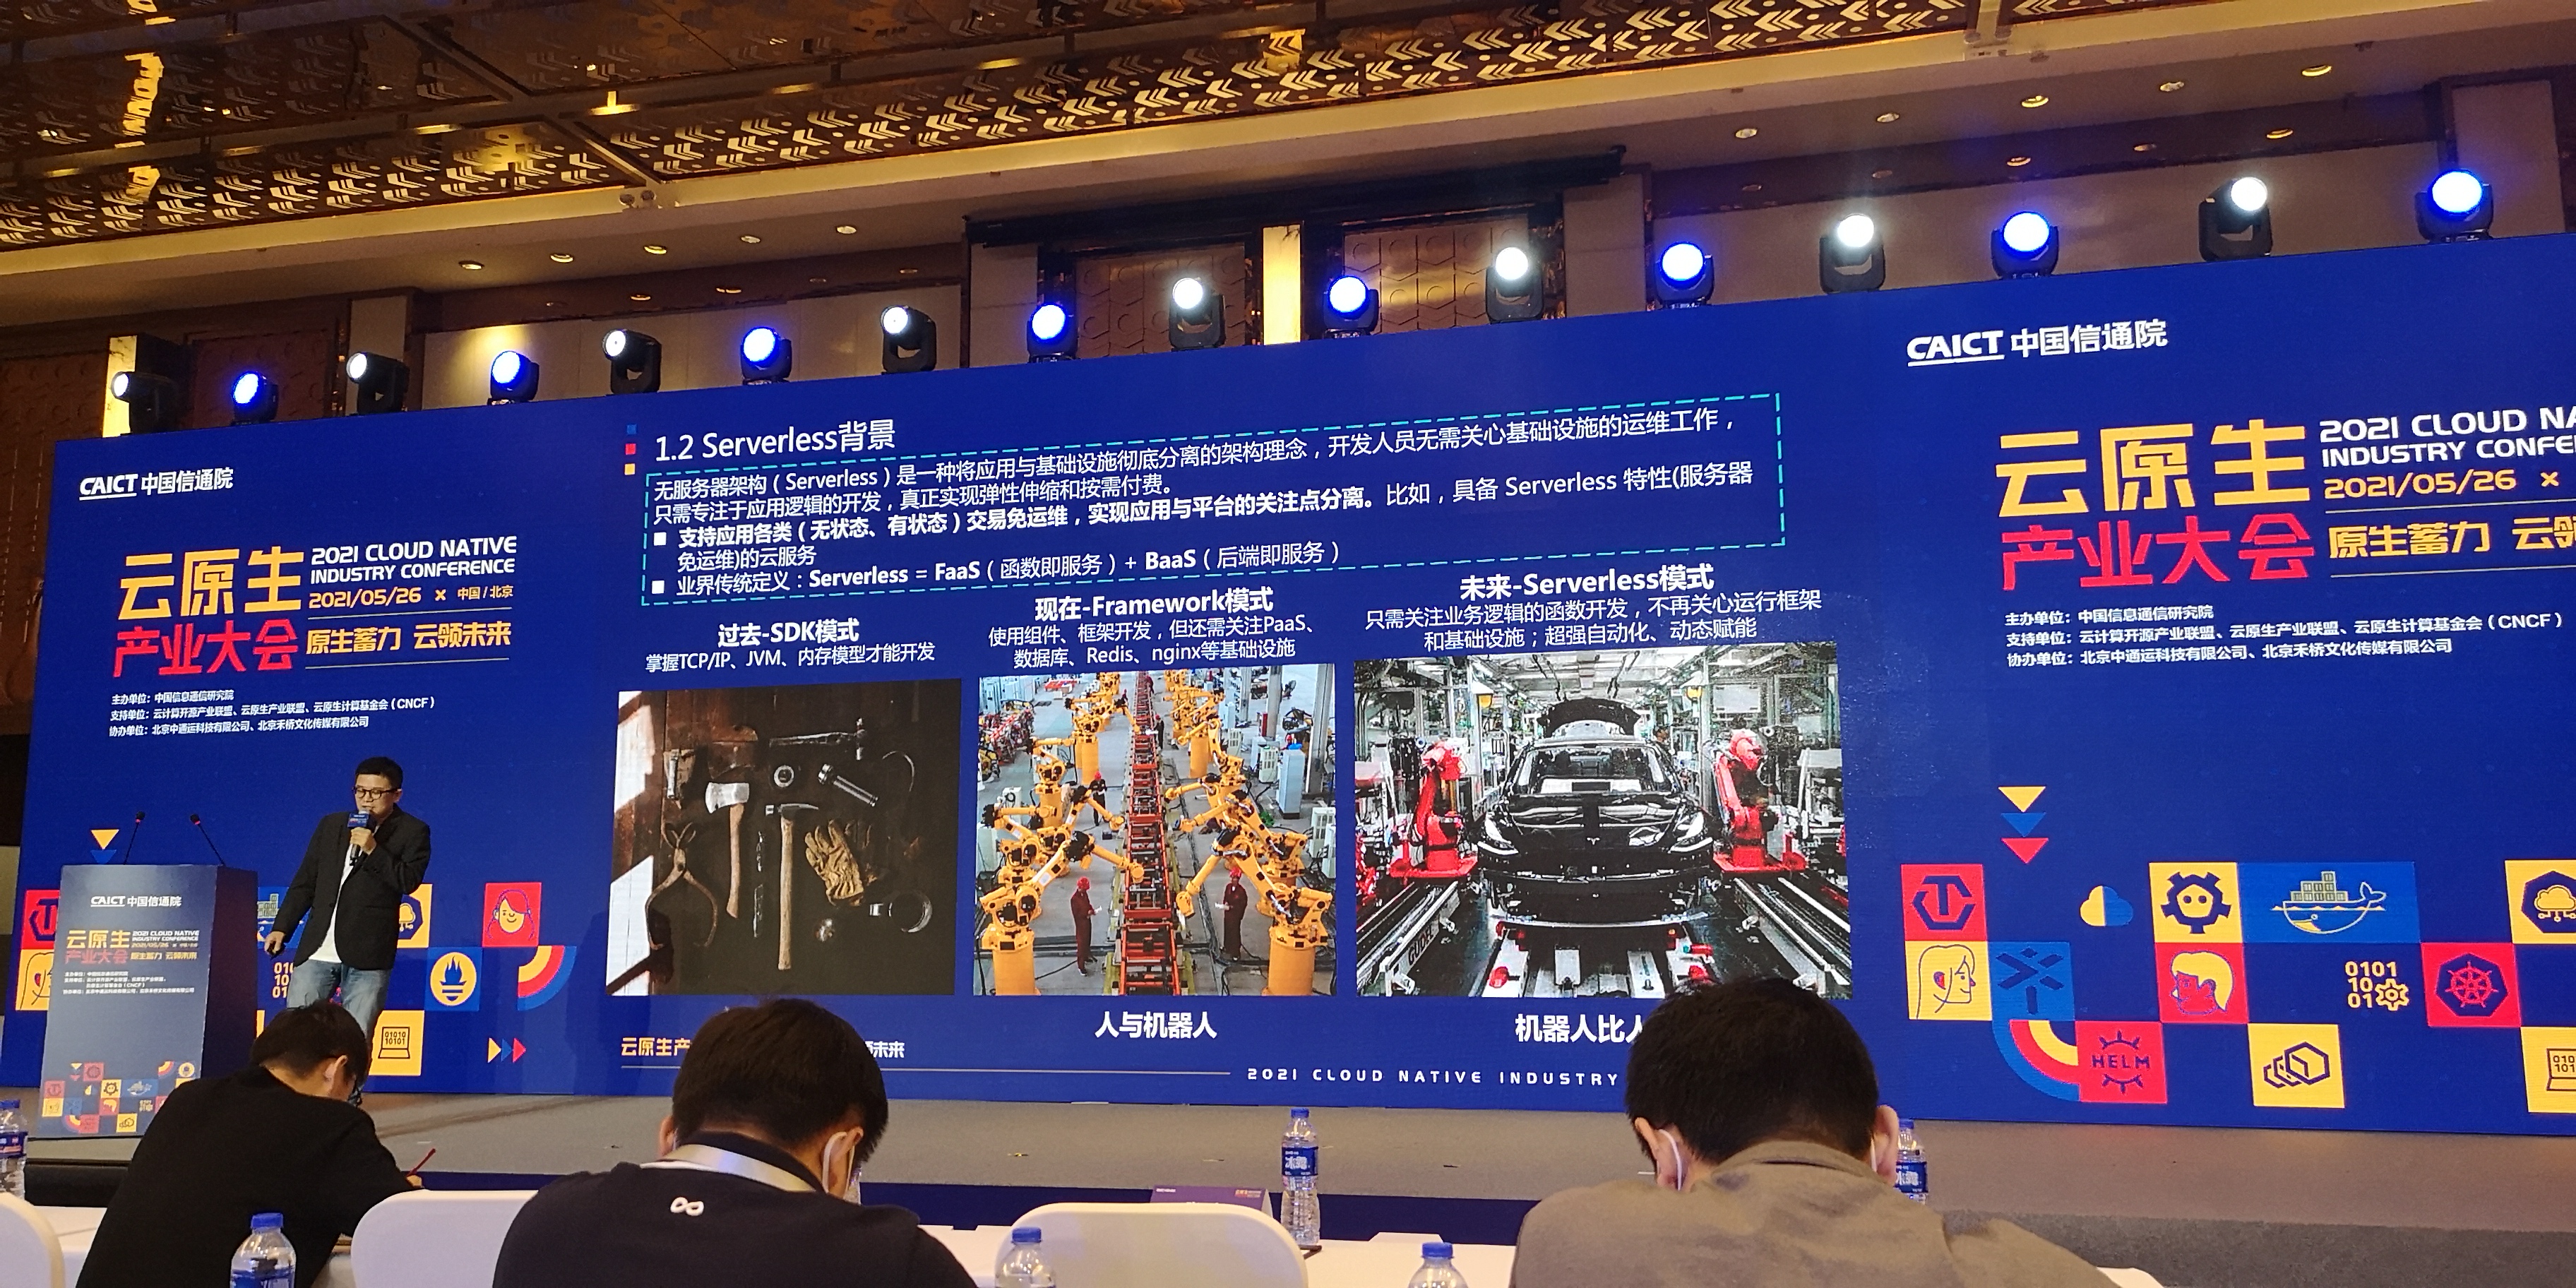 CAICT 中国信通院
云原生
产业大会
2021 CLOUD NATIVE
INDUSTRY CONFERENCE
2021/05/26 × 中国/北京
原生蓄力 云领未来
主办单位：中国信息通信研究院
支持单位：云计算开源产业联盟、云原生产业联盟、云原生计算基金会（CNCF）
协办单位：北京中通运科技有限公司、北京禾桥文化传媒有限公司
1.2 Serverless背景
无服务器架构（Serverless）是一种将应用与基础设施彻底分离的架构理念，开发人员无需关心基础设施的运维工作，
只需专注于应用逻辑的开发，真正实现弹性伸缩和按需付费。
■ 支持应用各类（无状态、有状态）交易免运维，实现应用与平台的关注点分离。比如，具备 Serverless 特性(服务器
免运维)的云服务
■ 业界传统定义：Serverless = FaaS（函数即服务）+ BaaS（后端即服务）
过去-SDK模式
掌握TCP/IP、JVM、内存模型才能开发
现在-Framework模式
使用组件、框架开发，但还需关注PaaS、
数据库、Redis、nginx等基础设施
未来-Serverless模式
只需关注业务逻辑的函数开发，不再关心运行框架
和基础设施；超强自动化、动态赋能
人与机器人
机器人比人
云原生产
未来
2021 CLOUD NATIVE INDUSTRY
CAICT 中国信通院
云原生
产业大会
2021 CLOUD NA
INDUSTRY CONFE
2021/05/26 ×
原生蓄力 云领
主办单位：中国信息通信研究院
支持单位：云计算开源产业联盟、云原生产业联盟、云原生计算基金会（CNCF）
协办单位：北京中通运科技有限公司、北京禾桥文化传媒有限公司
0101
10
01
HELM
010
101
01010
10101
CAICT 中国信通院
云原生
产业大会
2021 CLOUD NATIVE
INDUSTRY CONFERENCE
2021/05/26
原生蓄力 云领未来